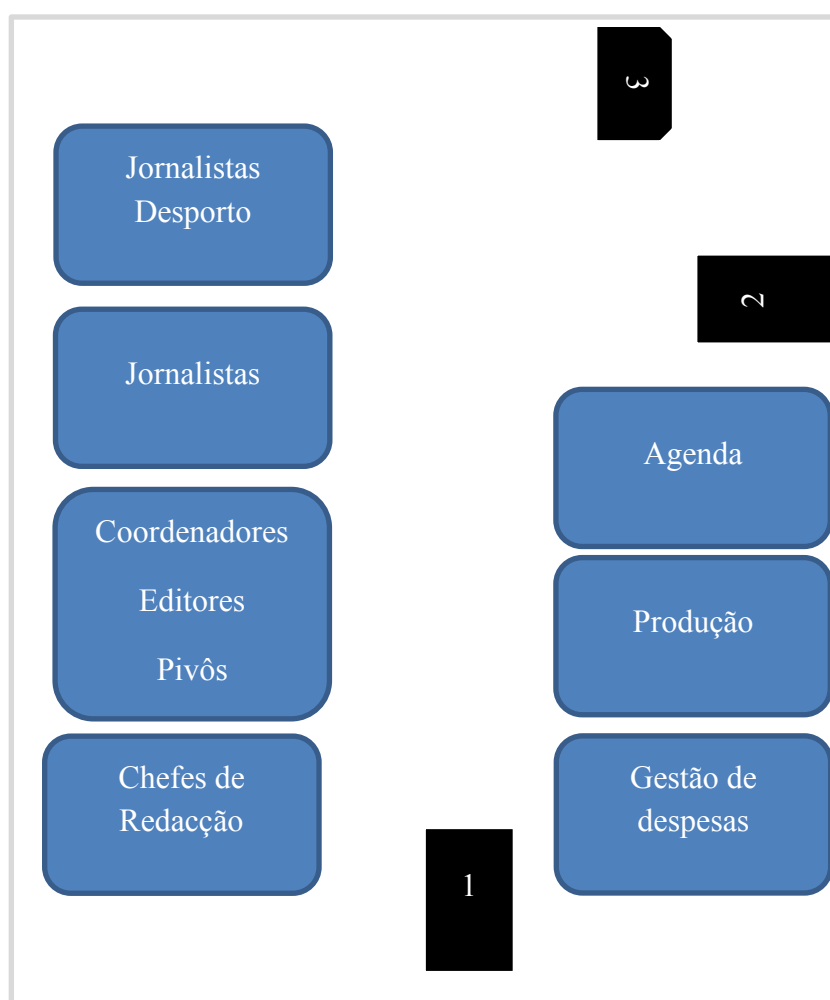 3
Jornalistas
Desporto
2
Jornalistas
Agenda
Coordenadores
Editores
Pivôs
Produção
Chefes de
Redacção
Gestão de
despesas
1